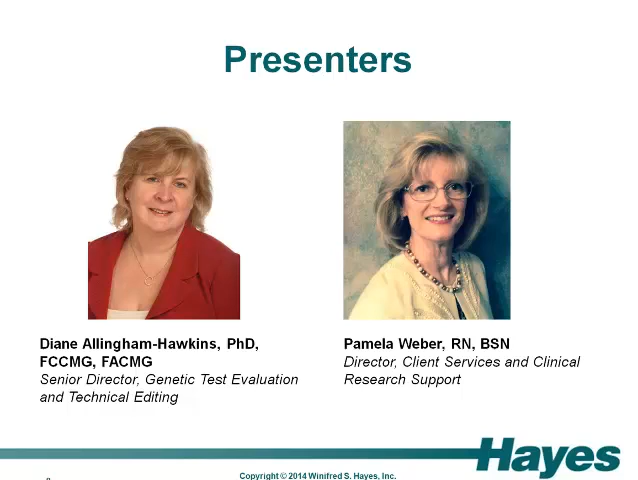 Presenters
Diane Allingham-Hawkins, PhD,
FCCMG, FACMG
Senior Director, Genetic Test Evaluation
and Technical Editing
Pamela Weber, RN, BSN
Director, Client Services and Clinical
Research Support
Hayes
Copyright © 2014 Winifred S. Hayes, Inc.